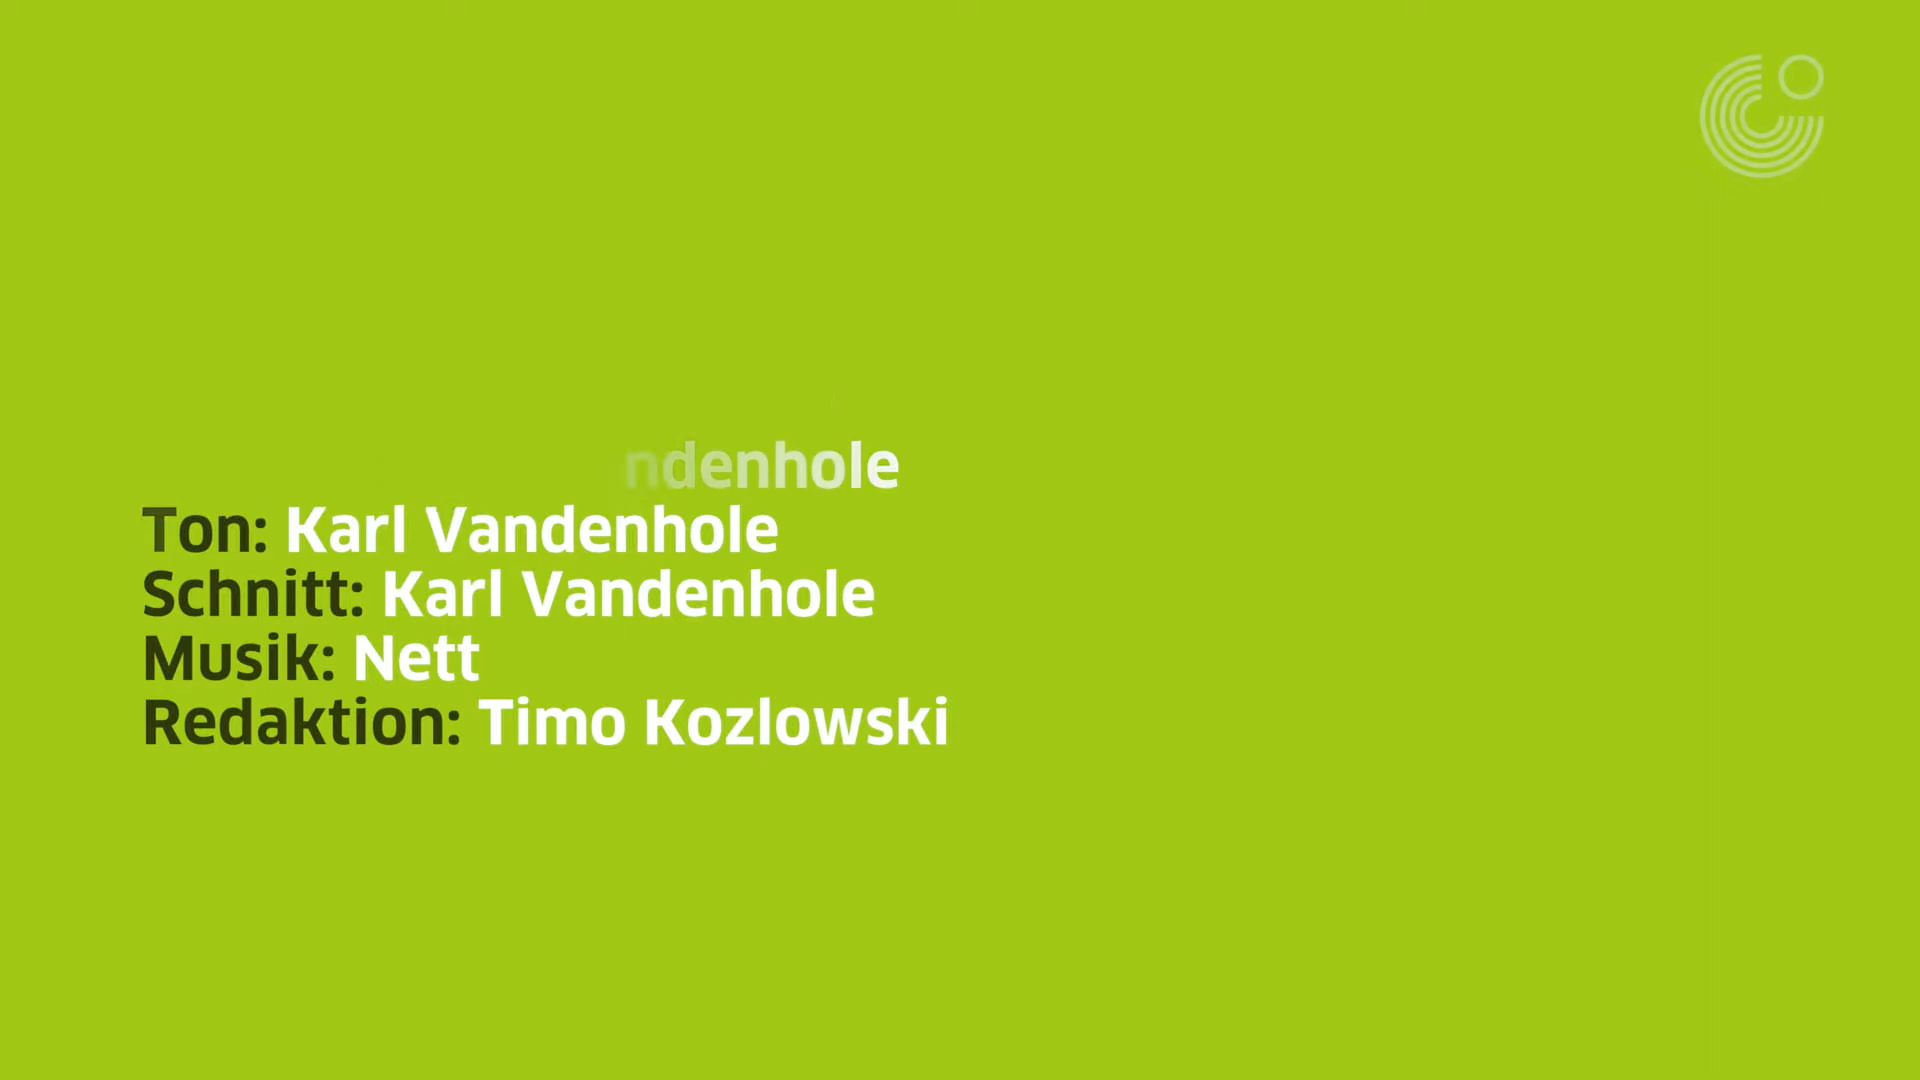 ndenhole
Ton: Karl Vandenhole
Schnitt: Karl Vandenhole
Musik: Nett
Redaktion: Timo Kozlowski